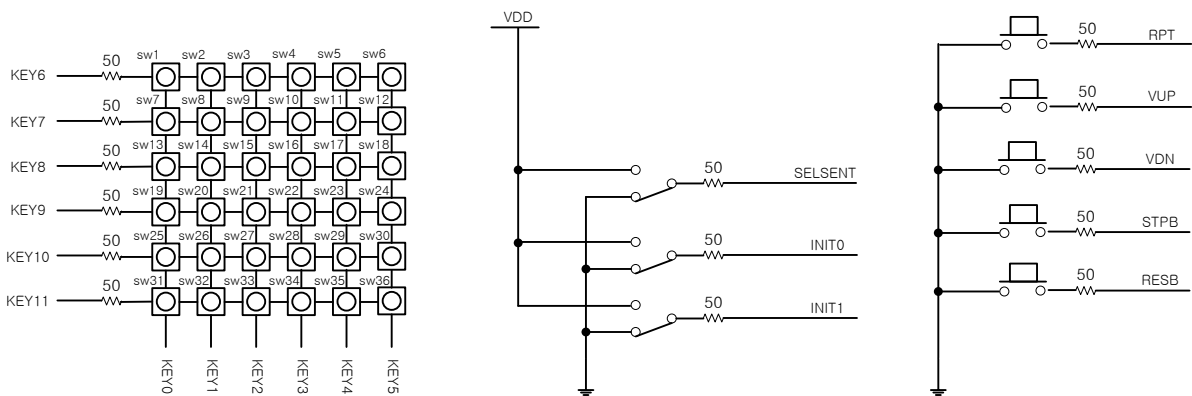 sw1 sw2 sw3 sw4 sw5 sw6
KEY6 50
sw7 sw8 sw9 sw10 sw11 sw12
KEY7 50
sw13 sw14 sw15 sw16 sw17 sw18
KEY8 50
sw19 sw20 sw21 sw22 sw23 sw24
KEY9 50
sw25 sw26 sw27 sw28 sw29 sw30
KEY10 50
sw31 sw32 sw33 sw34 sw35 sw36
KEY11 50
KEY0 KEY1 KEY2 KEY3 KEY4 KEY5
VDD
50 SELSENT
50 INIT0
50 INIT1
50 RPT
50 VUP
50 VDN
50 STPB
50 RESB